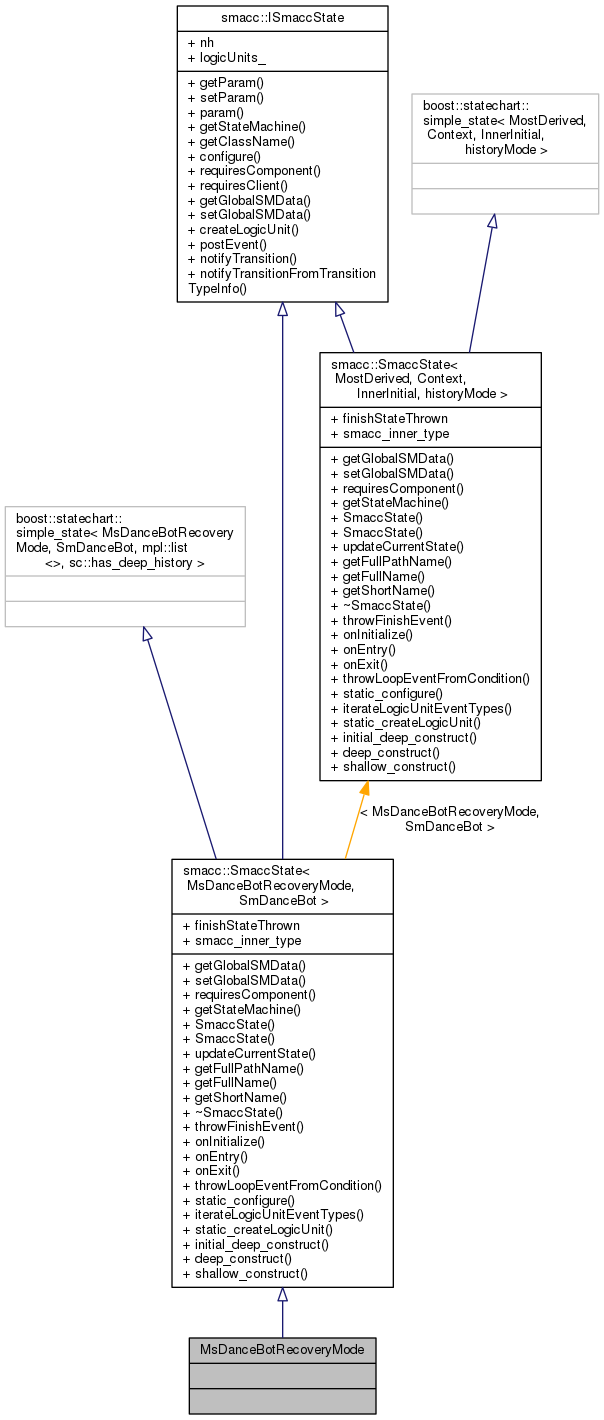 smacc::ISmaccState
+ nh
+ logicUnits_
+ getParam()
+ setParam()
+ param()
+ getStateMachine()
+ getClassName()
+ configure()
+ requiresComponent()
+ requiresClient()
+ getGlobalSMData()
+ setGlobalSMData()
+ createLogicUnit()
+ postEvent()
+ notifyTransition()
+ notifyTransitionFromTransition
TypeInfo()
boost::statechart::
simple_state< MostDerived,
Context, InnerInitial,
historyMode >
smacc::SmaccState<
MostDerived, Context,
InnerInitial, historyMode >
+ finishStateThrown
+ smacc_inner_type
+ getGlobalSMData()
+ setGlobalSMData()
+ requiresComponent()
+ getStateMachine()
+ SmaccState()
+ SmaccState()
+ updateCurrentState()
+ getFullPathName()
+ getFullName()
+ getShortName()
+ ~SmaccState()
+ throwFinishEvent()
+ onInitialize()
+ onEntry()
+ onExit()
+ throwLoopEventFromCondition()
+ static_configure()
+ iterateLogicUnitEventTypes()
+ static_createLogicUnit()
+ initial_deep_construct()
+ deep_construct()
+ shallow_construct()
boost::statechart::
simple_state< MsDanceBotRecovery
Mode, SmDanceBot, mpl::list
<>, sc::has_deep_history >
< MsDanceBotRecoveryMode,
SmDanceBot >
smacc::SmaccState<
MsDanceBotRecoveryMode,
SmDanceBot >
+ finishStateThrown
+ smacc_inner_type
+ getGlobalSMData()
+ setGlobalSMData()
+ requiresComponent()
+ getStateMachine()
+ SmaccState()
+ SmaccState()
+ updateCurrentState()
+ getFullPathName()
+ getFullName()
+ getShortName()
+ ~SmaccState()
+ throwFinishEvent()
+ onInitialize()
+ onEntry()
+ onExit()
+ throwLoopEventFromCondition()
+ static_configure()
+ iterateLogicUnitEventTypes()
+ static_createLogicUnit()
+ initial_deep_construct()
+ deep_construct()
+ shallow_construct()
MsDanceBotRecoveryMode